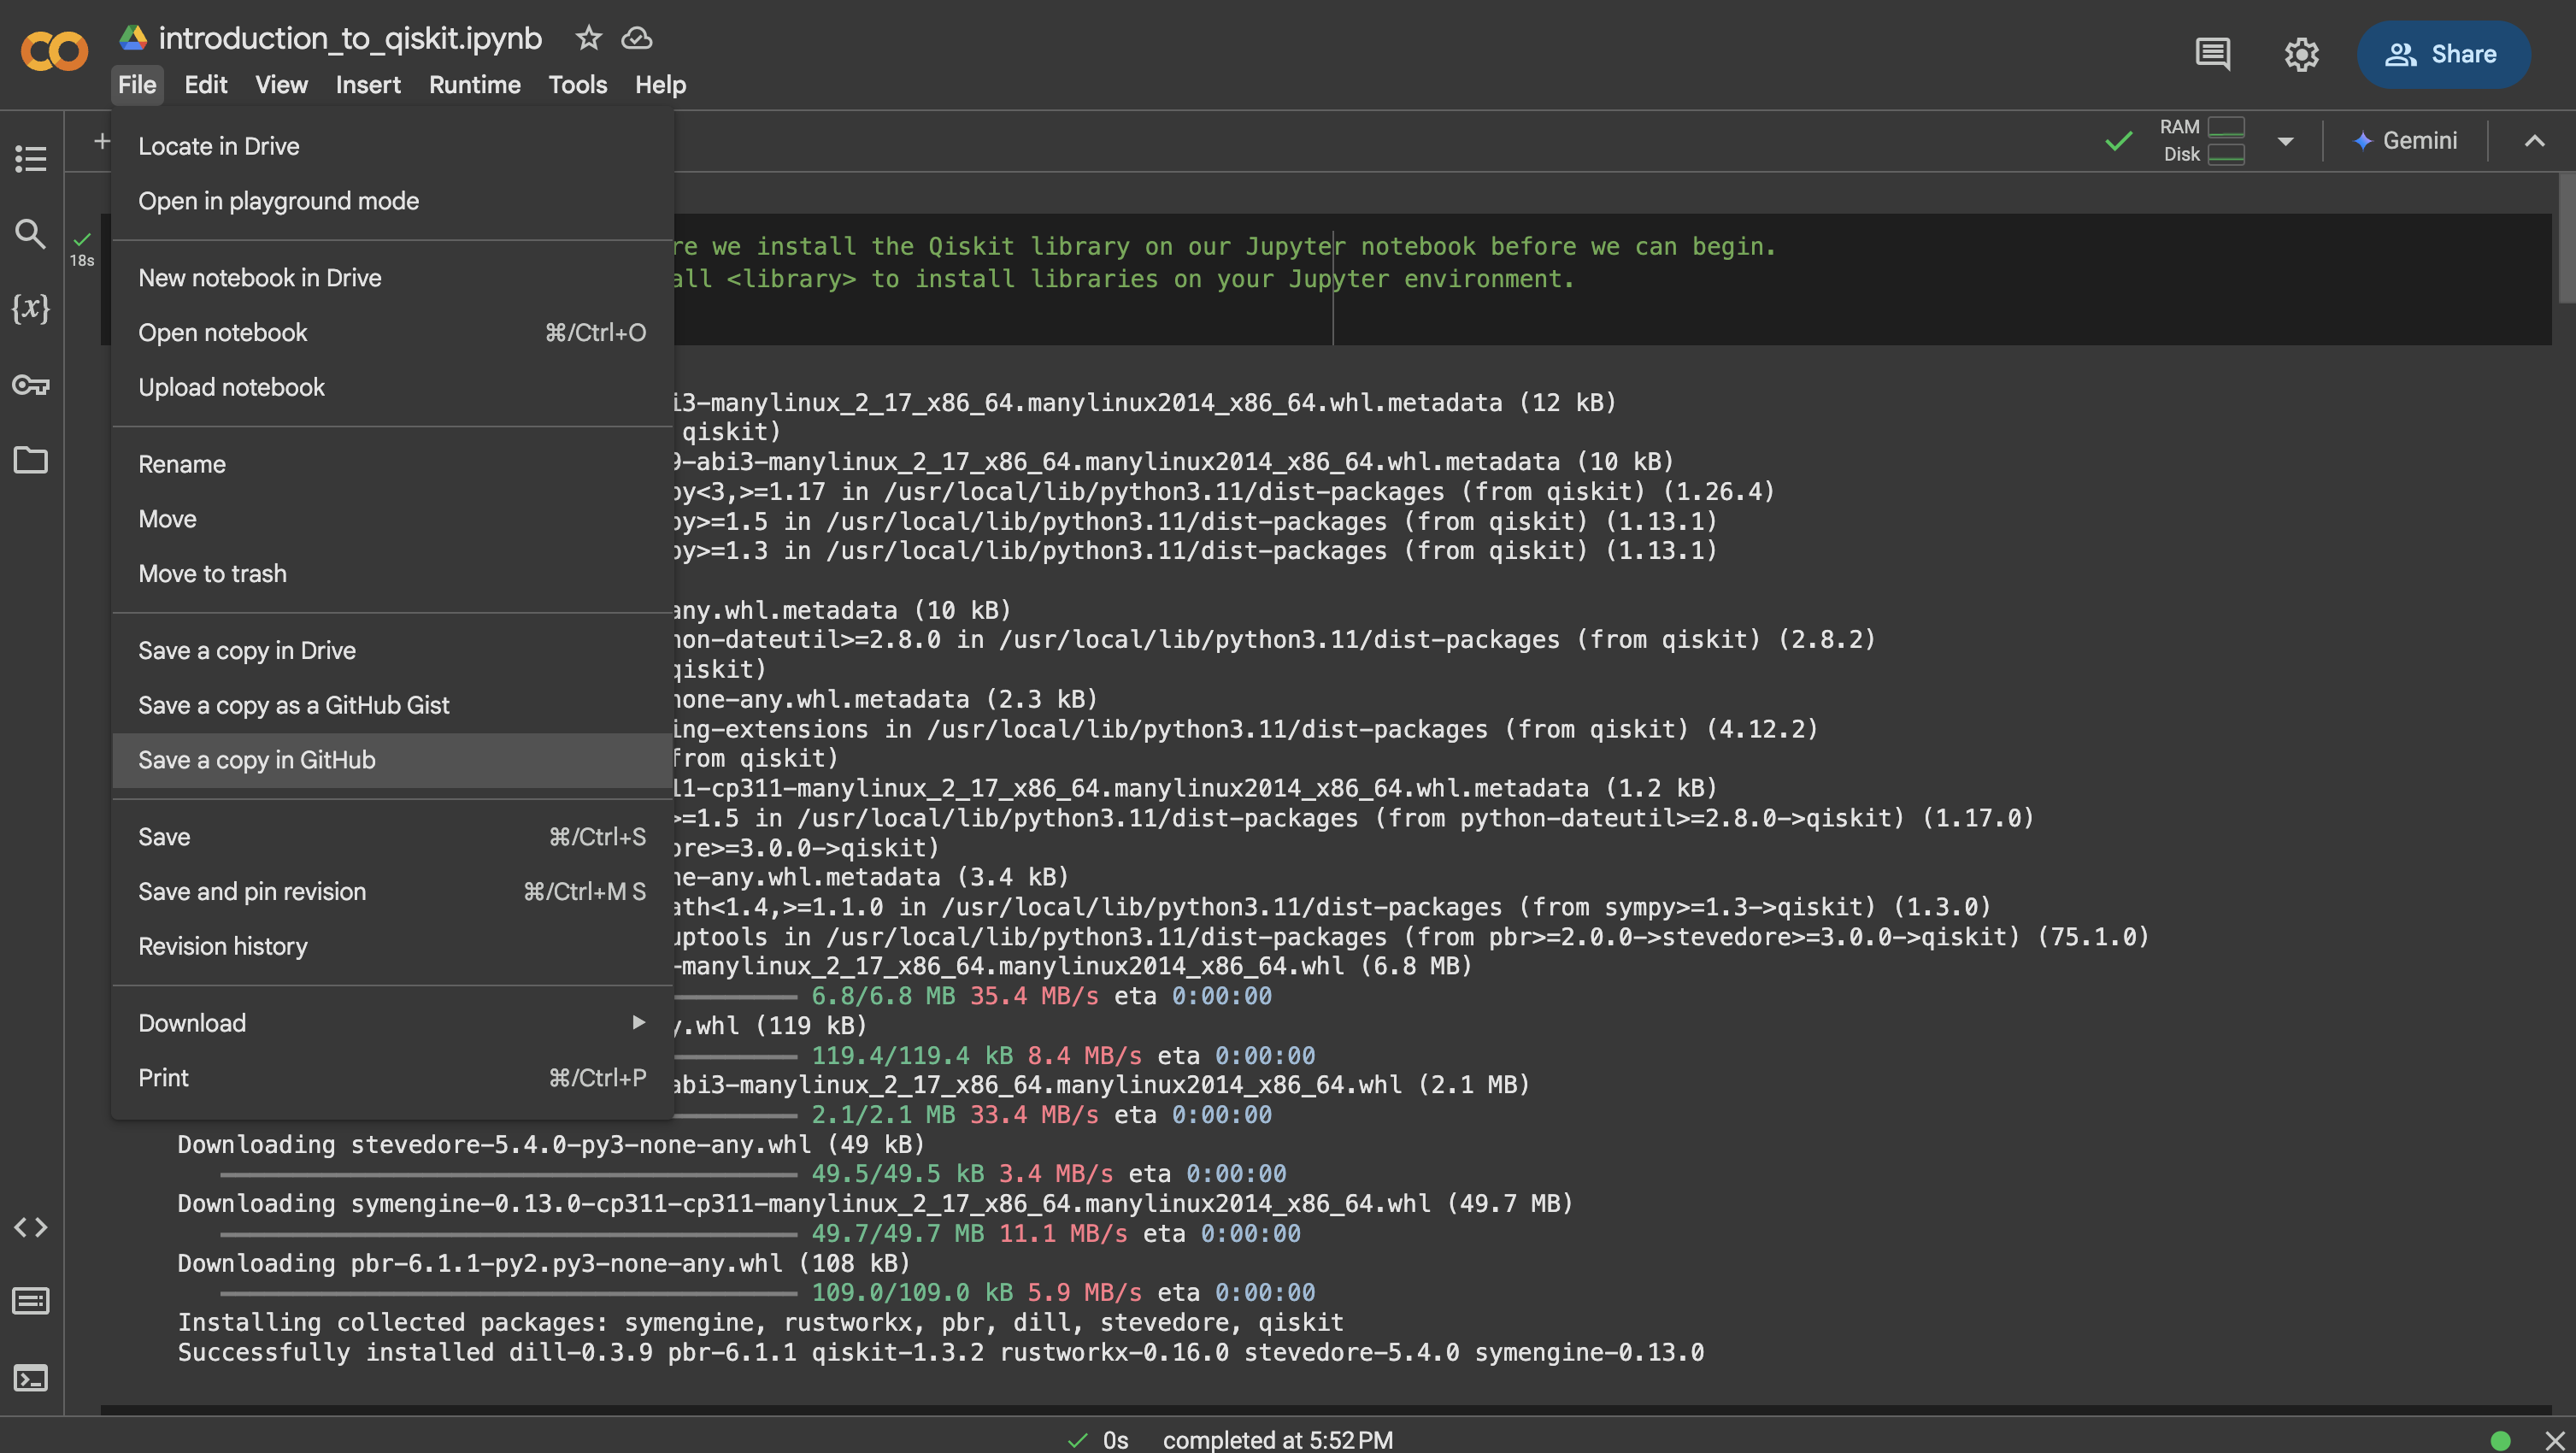 introduction_to_qiskit.ipynb
File Edit View Insert Runtime Tools Help
Share
RAM
Disk
Gemini
Locate in Drive
Open in playground mode
New notebook in Drive
Open notebook ⌘/Ctrl+O
Upload notebook
Rename
Move
Move to trash
Save a copy in Drive
Save a copy as a GitHub Gist
Save a copy in GitHub
Save ⌘/Ctrl+S
Save and pin revision ⌘/Ctrl+M S
Revision history
Download
Print ⌘/Ctrl+P
{x}
18s
re we install the Qiskit library on our Jupyter notebook before we can begin.
all <library> to install libraries on your Jupyter environment.
i3-manylinux_2_17_x86_64.manylinux2014_x86_64.whl.metadata (12 kB)
qiskit)
9-abi3-manylinux_2_17_x86_64.manylinux2014_x86_64.whl.metadata (10 kB)
py<3,>=1.17 in /usr/local/lib/python3.11/dist-packages (from qiskit) (1.26.4)
py>=1.5 in /usr/local/lib/python3.11/dist-packages (from qiskit) (1.13.1)
py>=1.3 in /usr/local/lib/python3.11/dist-packages (from qiskit) (1.13.1)
any.whl.metadata (10 kB)
hon-dateutil>=2.8.0 in /usr/local/lib/python3.11/dist-packages (from qiskit) (2.8.2)
qiskit)
none-any.whl.metadata (2.3 kB)
ing-extensions in /usr/local/lib/python3.11/dist-packages (from qiskit) (4.12.2)
from qiskit)
11-cp311-manylinux_2_17_x86_64.manylinux2014_x86_64.whl.metadata (1.2 kB)
>=1.5 in /usr/local/lib/python3.11/dist-packages (from python-dateutil>=2.8.0->qiskit) (1.17.0)
ore>=3.0.0->qiskit)
ne-any.whl.metadata (3.4 kB)
ath<1.4,>=1.1.0 in /usr/local/lib/python3.11/dist-packages (from sympy>=1.3->qiskit) (1.3.0)
uptools in /usr/local/lib/python3.11/dist-packages (from pbr>=2.0.0->stevedore>=3.0.0->qiskit) (75.1.0)
-manylinux_2_17_x86_64.manylinux2014_x86_64.whl (6.8 MB)
6.8/6.8 MB 35.4 MB/s eta 0:00:00
y.whl (119 kB)
119.4/119.4 kB 8.4 MB/s eta 0:00:00
abi3-manylinux_2_17_x86_64.manylinux2014_x86_64.whl (2.1 MB)
2.1/2.1 MB 33.4 MB/s eta 0:00:00
Downloading stevedore-5.4.0-py3-none-any.whl (49 kB)
49.5/49.5 kB 3.4 MB/s eta 0:00:00
Downloading symengine-0.13.0-cp311-cp311-manylinux_2_17_x86_64.manylinux2014_x86_64.whl (49.7 MB)
49.7/49.7 MB 11.1 MB/s eta 0:00:00
Downloading pbr-6.1.1-py2.py3-none-any.whl (108 kB)
109.0/109.0 kB 5.9 MB/s eta 0:00:00
Installing collected packages: symengine, rustworkx, pbr, dill, stevedore, qiskit
Successfully installed dill-0.3.9 pbr-6.1.1 qiskit-1.3.2 rustworkx-0.16.0 stevedore-5.4.0 symengine-0.13.0
0s completed at 5:52 PM